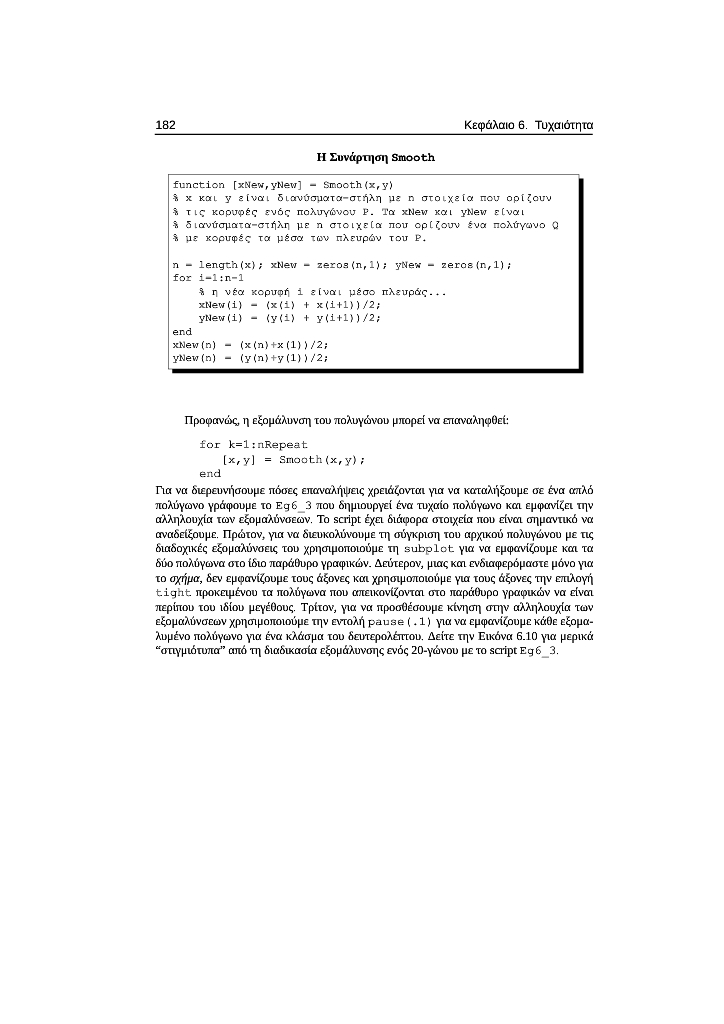 182 Κεφάλαιο 6. Τυχαιότητα
Η Συνάρτηση Smooth
function [xNew,yNew] = Smooth(x,y)
% x και y είναι διανύσματα-στήλη με n στοιχεία που ορίζουν
% τις κορυφές ενός πολυγώνου P. Τα xNew και yNew είναι
% διανύσματα-στήλη με n στοιχεία που ορίζουν ένα πολύγωνο Q
% με κορυφές τα μέσα των πλευρών του P.
n = length(x); xNew = zeros(n,1); yNew = zeros(n,1);
for i=1:n-1
% η νέα κορυφή i είναι μέσο πλευράς...
xNew(i) = (x(i) + x(i+1))/2;
yNew(i) = (y(i) + y(i+1))/2;
end
xNew(n) = (x(n)+x(1))/2;
yNew(n) = (y(n)+y(1))/2;
Προφανώς, η εξομάλυνση του πολυγώνου μπορεί να επαναληφθεί:
for k=1:nRepeat
[x,y] = Smooth(x,y);
end
Για να διερευνήσουμε πόσες επαναλήψεις χρειάζονται για να καταλήξουμε σε ένα απλό
πολύγωνο γράφουμε το Eg6_3 που δημιουργεί ένα τυχαίο πολύγωνο και εμφανίζει την
αλληλουχία των εξομαλύνσεων. Το script έχει διάφορα στοιχεία που είναι σημαντικό να
αναδείξουμε. Πρώτον, για να διευκολύνουμε τη σύγκριση του αρχικού πολυγώνου με τις
διαδοχικές εξομαλύνσεις του χρησιμοποιούμε τη subplot για να εμφανίζουμε και τα
δύο πολύγωνα στο ίδιο παράθυρο γραφικών. Δεύτερον, μιας και ενδιαφερόμαστε μόνο για
το σχήμα, δεν εμφανίζουμε τους άξονες και χρησιμοποιούμε για τους άξονες την επιλογή
tight προκειμένου τα πολύγωνα που απεικονίζονται στο παράθυρο γραφικών να είναι
περίπου του ιδίου μεγέθους. Τρίτον, για να προσθέσουμε κίνηση στην αλληλουχία των
εξομαλύνσεων χρησιμοποιούμε την εντολή pause(.1) για να εμφανίζουμε κάθε εξομα-
λυμένο πολύγωνο για ένα κλάσμα του δευτερολέπτου. Δείτε την Εικόνα 6.10 για μερικά
“στιγμιότυπα” από τη διαδικασία εξομάλυνσης ενός 20-γώνου με το script Eg6_3.